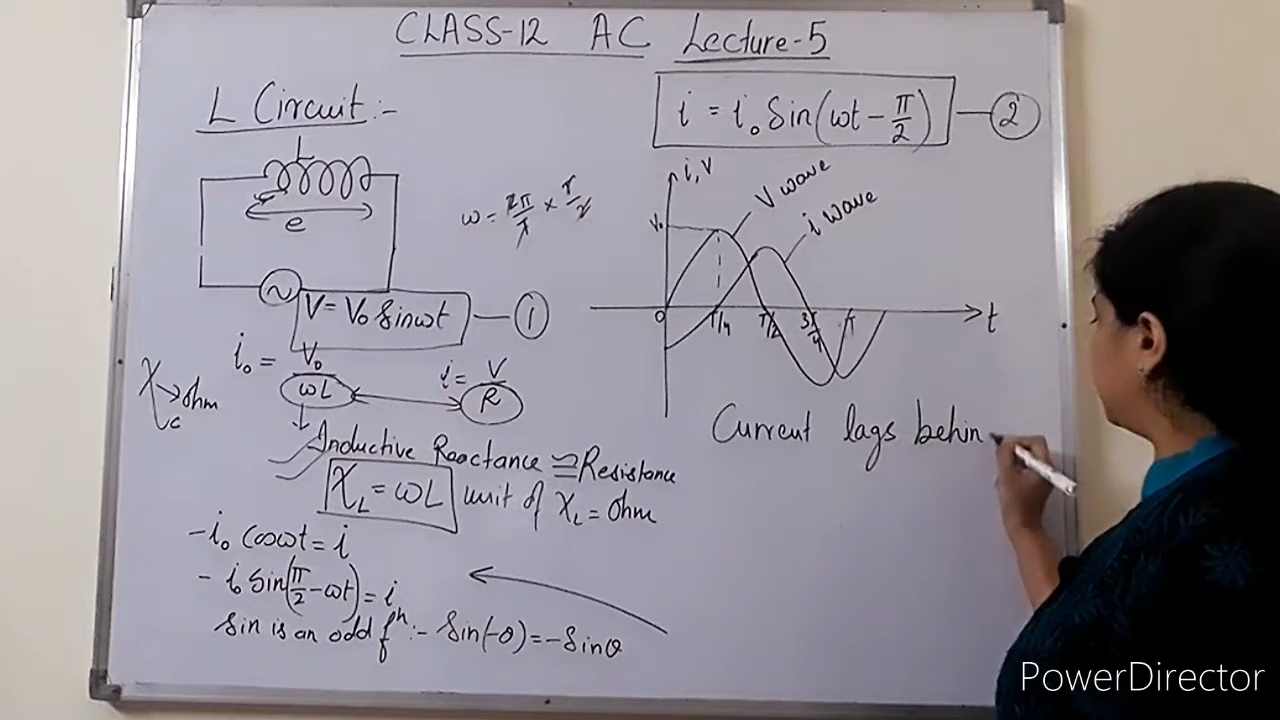 CLASS-12 AC Lecture-5
L Circuit :-
L
e
ω = 2π/T × T/2
V = V₀ Sinωt — ①
i₀ = V₀/ωL
i = V/R
X_L → ohm
Inductive Reactance ≅ Resistance
X_L = ωL unit of X_L = Ohm
-i₀ Cosωt = i
- i₀ Sin(π/2 - ωt) = i
Sin is an odd fⁿ :- Sin(-θ) = -Sinθ
i = i₀ Sin(ωt - π/2) — ②
i, V
V wave
i wave
V₀
O T/4 T/2 3T/4 T t
Current lags behin
PowerDirector